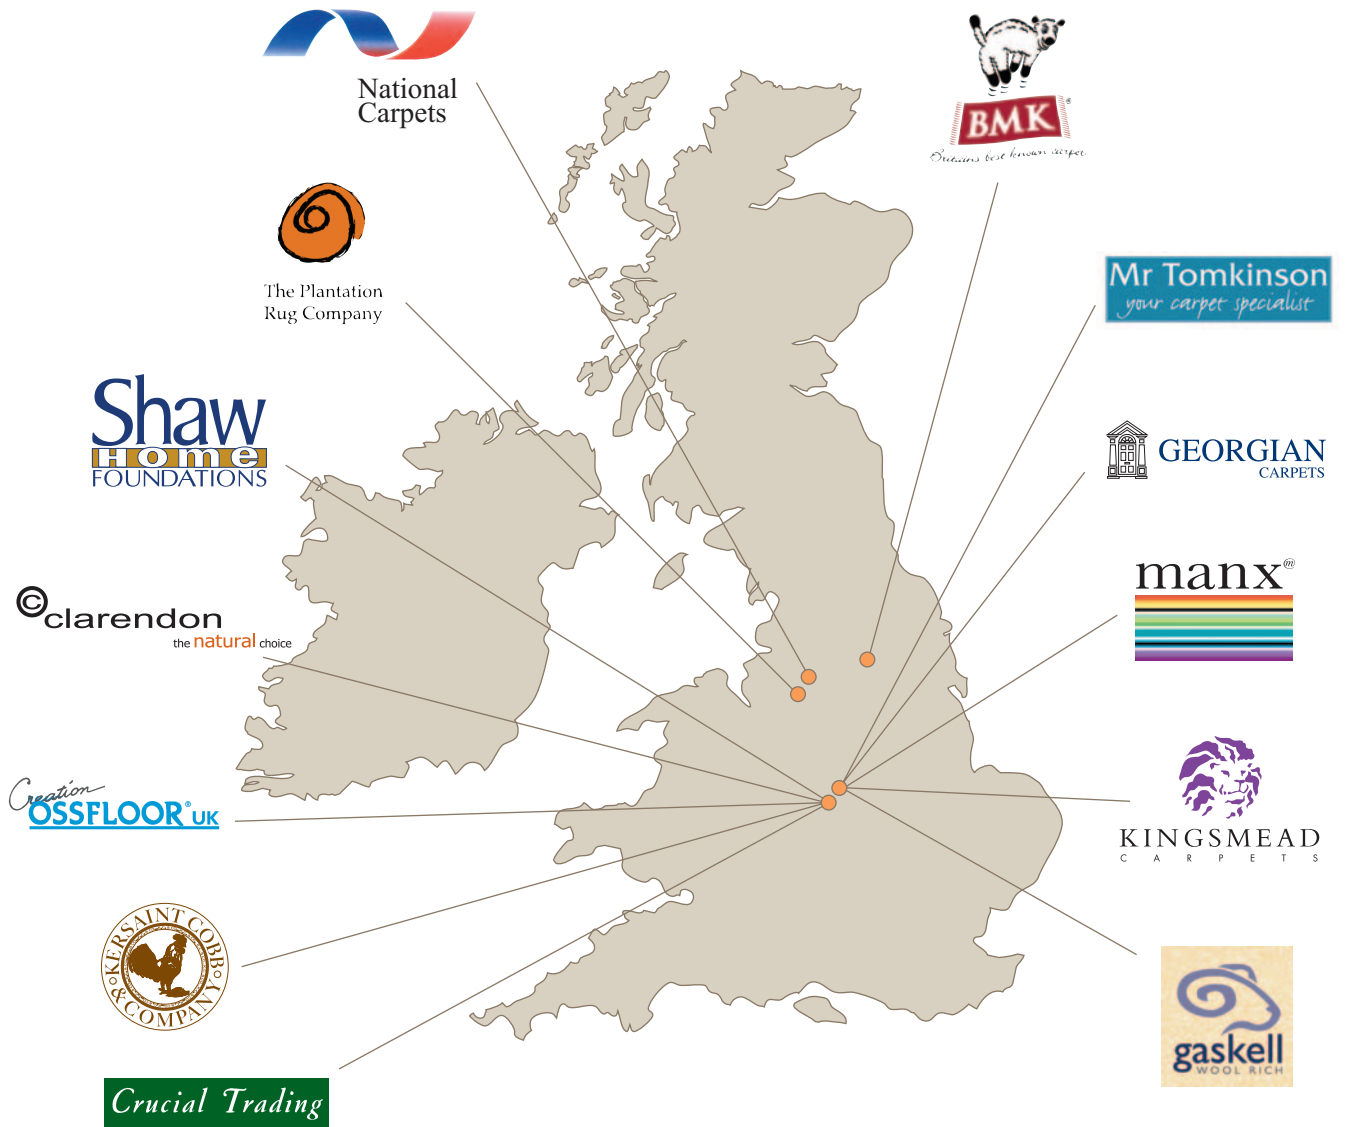 National
Carpets
BMK
®
Britains best known carpet
The Plantation
Rug Company
Mr Tomkinson
your carpet specialist
Shaw
HOME
FOUNDATIONS
GEORGIAN
CARPETS
manx
m
©
clarendon
the natural choice
Creation
OSSFLOOR® UK
KINGSMEAD
CARPETS
KERSAINT COBB
& COMPANY
gaskell
WOOL RICH
Crucial Trading